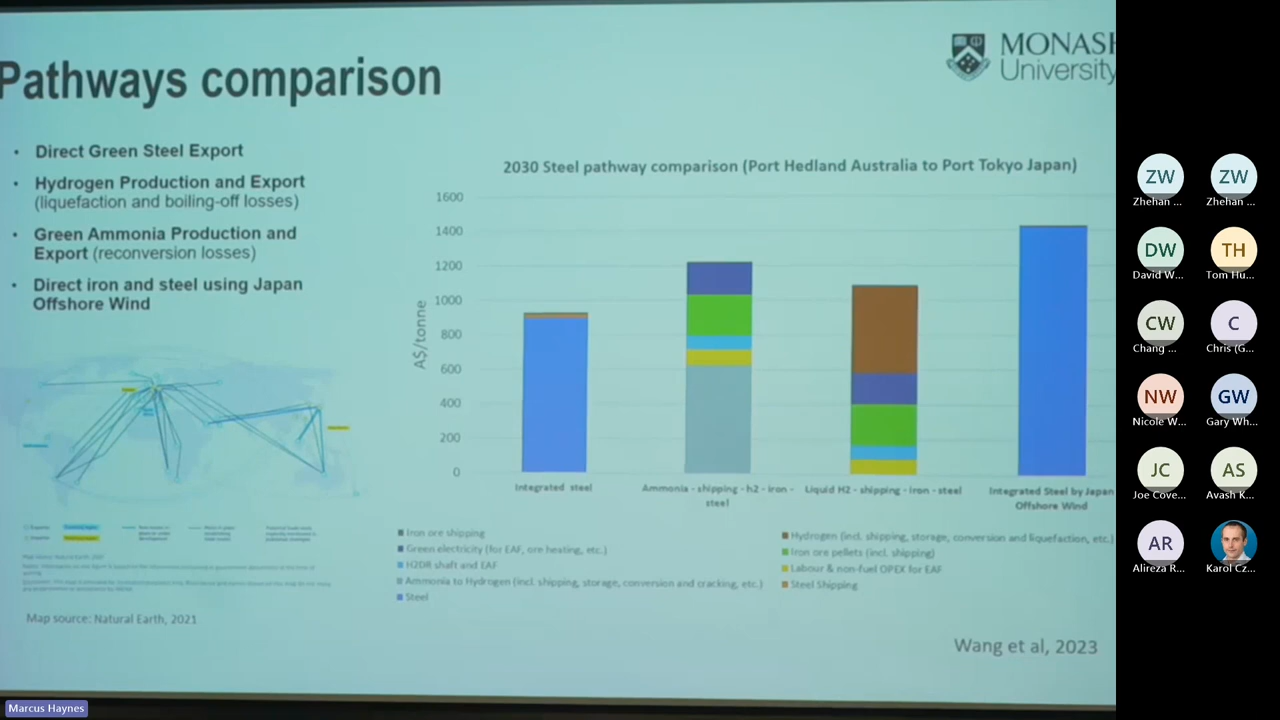 Pathways comparison
MONASH
University
• Direct Green Steel Export
• Hydrogen Production and Export
(liquefaction and boiling-off losses)
• Green Ammonia Production and
Export (reconversion losses)
• Direct iron and steel using Japan
Offshore Wind
2030 Steel pathway comparison (Port Hedland Australia to Port Tokyo Japan)
A$/tonne
1600
1400
1200
1000
800
600
400
200
0
Integrated steel
Ammonia - shipping - h2 - iron -
steel
Liquid H2 - shipping - iron - steel
Integrated Steel by Japan
Offshore Wind
Iron ore shipping
Hydrogen (incl. shipping, storage, conversion and liquefaction, etc.)
Green electricity (for EAF, ore heating, etc.)
Iron ore pellets (incl. shipping)
H2DR shaft and EAF
Labour & non-fuel OPEX for EAF
Ammonia to Hydrogen (incl. shipping, storage, conversion and cracking, etc.)
Steel Shipping
Steel
Map source: Natural Earth, 2021
Wang et al, 2023
Marcus Haynes
ZW
Zhehan ...
ZW
Zhehan ...
DW
David W...
TH
Tom Hu...
CW
Chang ...
C
Chris (G...
NW
Nicole W...
GW
Gary Wh...
JC
Joe Cove...
AS
Avash K...
AR
Alireza R...
Karol Cz...